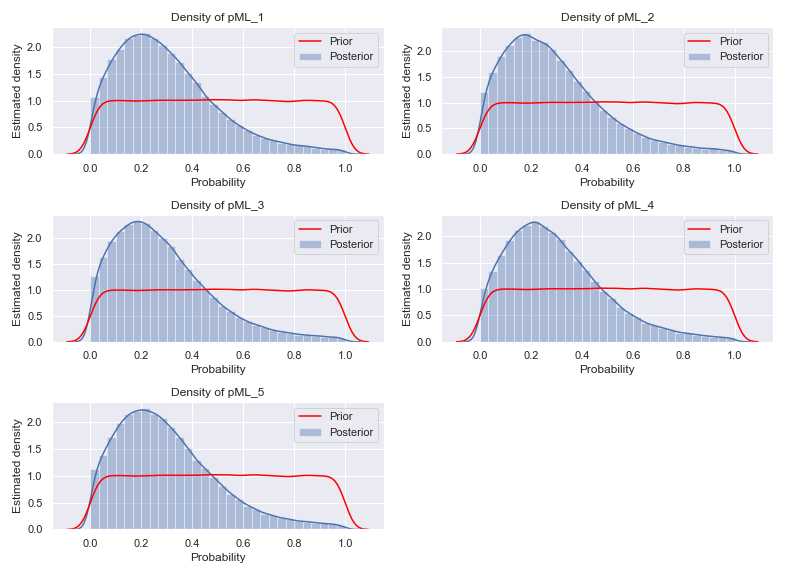 Density of pML_1
Estimated density
2.0
1.5
1.0
0.5
0.0
0.0 0.2 0.4 0.6 0.8 1.0
Probability
Prior
Posterior
Density of pML_2
Estimated density
2.0
1.5
1.0
0.5
0.0
0.0 0.2 0.4 0.6 0.8 1.0
Probability
Prior
Posterior
Density of pML_3
Estimated density
2.0
1.5
1.0
0.5
0.0
0.0 0.2 0.4 0.6 0.8 1.0
Probability
Prior
Posterior
Density of pML_4
Estimated density
2.0
1.5
1.0
0.5
0.0
0.0 0.2 0.4 0.6 0.8 1.0
Probability
Prior
Posterior
Density of pML_5
Estimated density
2.0
1.5
1.0
0.5
0.0
0.0 0.2 0.4 0.6 0.8 1.0
Probability
Prior
Posterior